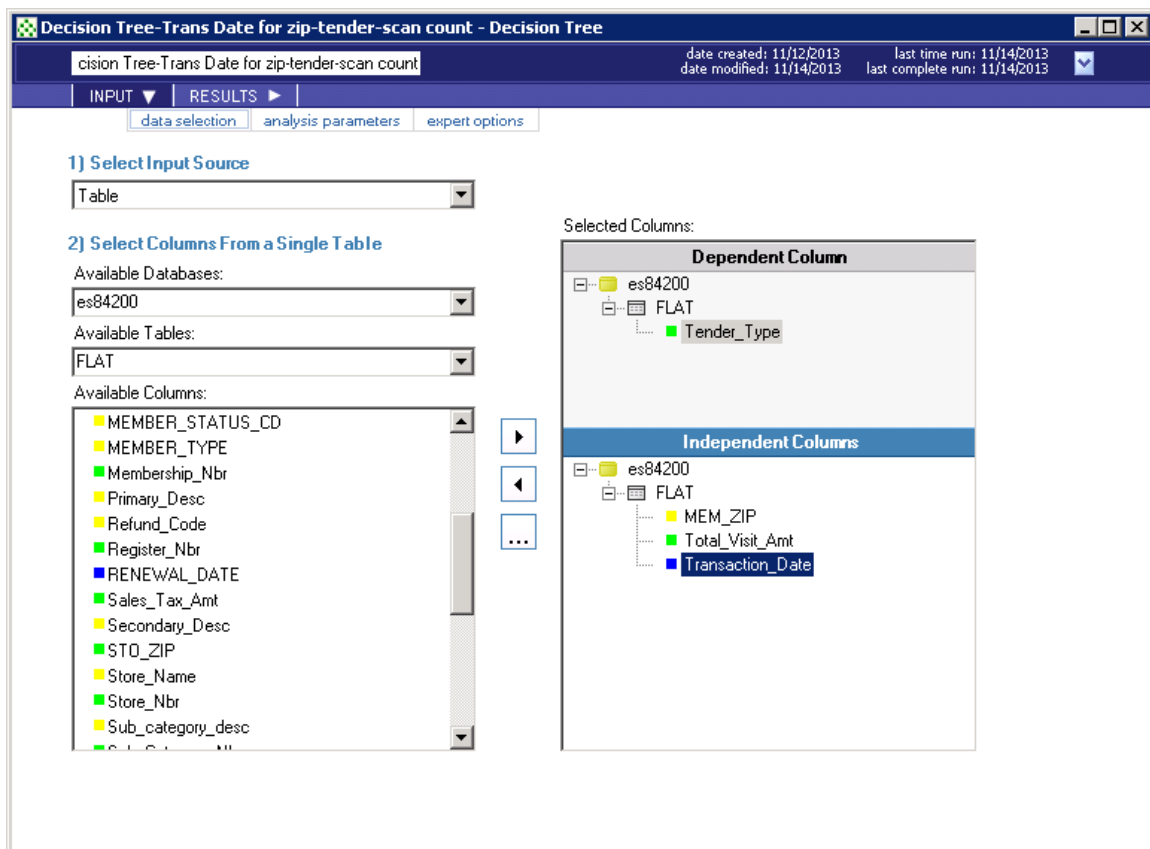 Decision Tree-Trans Date for zip-tender-scan count - Decision Tree
cision Tree-Trans Date for zip-tender-scan count
date created: 11/12/2013
date modified: 11/14/2013
last time run: 11/14/2013
last complete run: 11/14/2013
INPUT
RESULTS
data selection
analysis parameters
expert options
1) Select Input Source
Table
2) Select Columns From a Single Table
Available Databases:
es84200
Available Tables:
FLAT
Available Columns:
MEMBER_STATUS_CD
MEMBER_TYPE
Membership_Nbr
Primary_Desc
Refund_Code
Register_Nbr
RENEWAL_DATE
Sales_Tax_Amt
Secondary_Desc
STO_ZIP
Store_Name
Store_Nbr
Sub_category_desc
...
Selected Columns:
Dependent Column
es84200
FLAT
Tender_Type
Independent Columns
es84200
FLAT
MEM_ZIP
Total_Visit_Amt
Transaction_Date